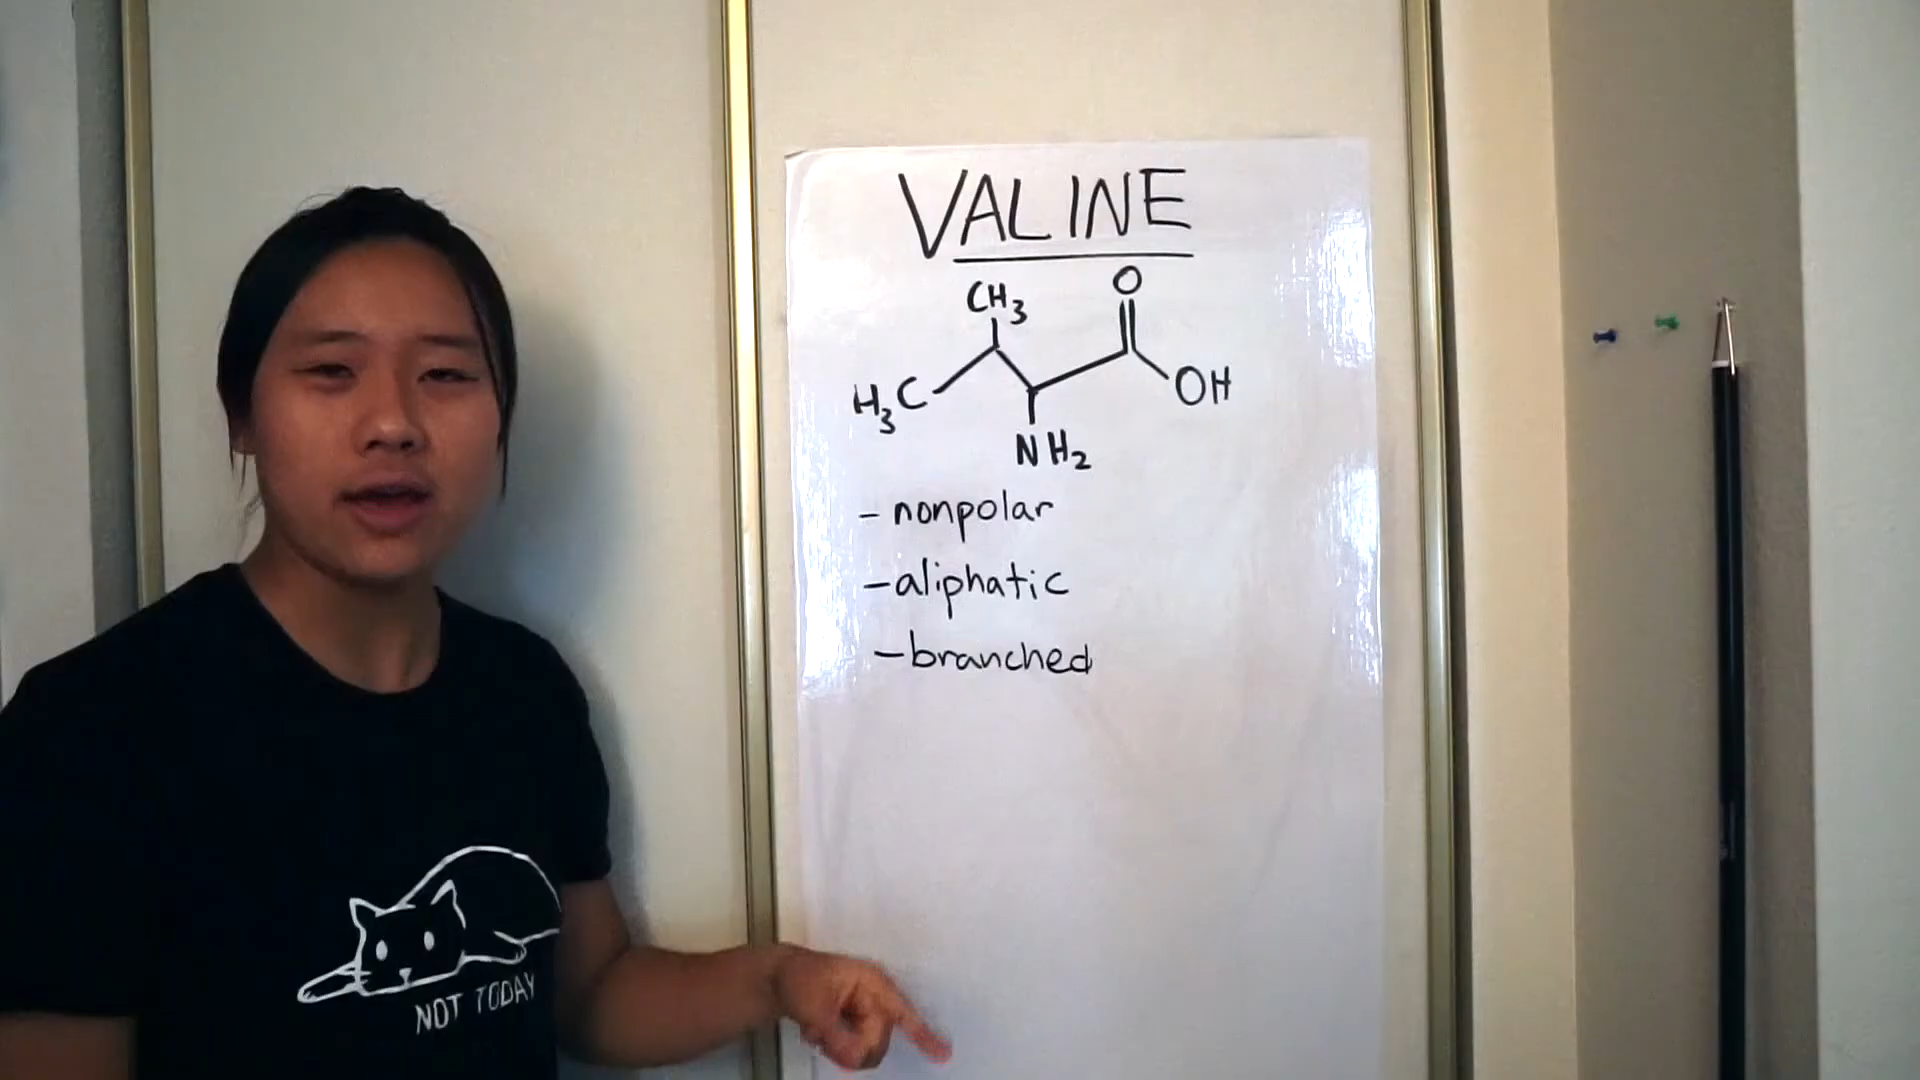 VALINE
CH3
O
H3C
OH
NH2
- nonpolar
- aliphatic
- branched
NOT TODAY